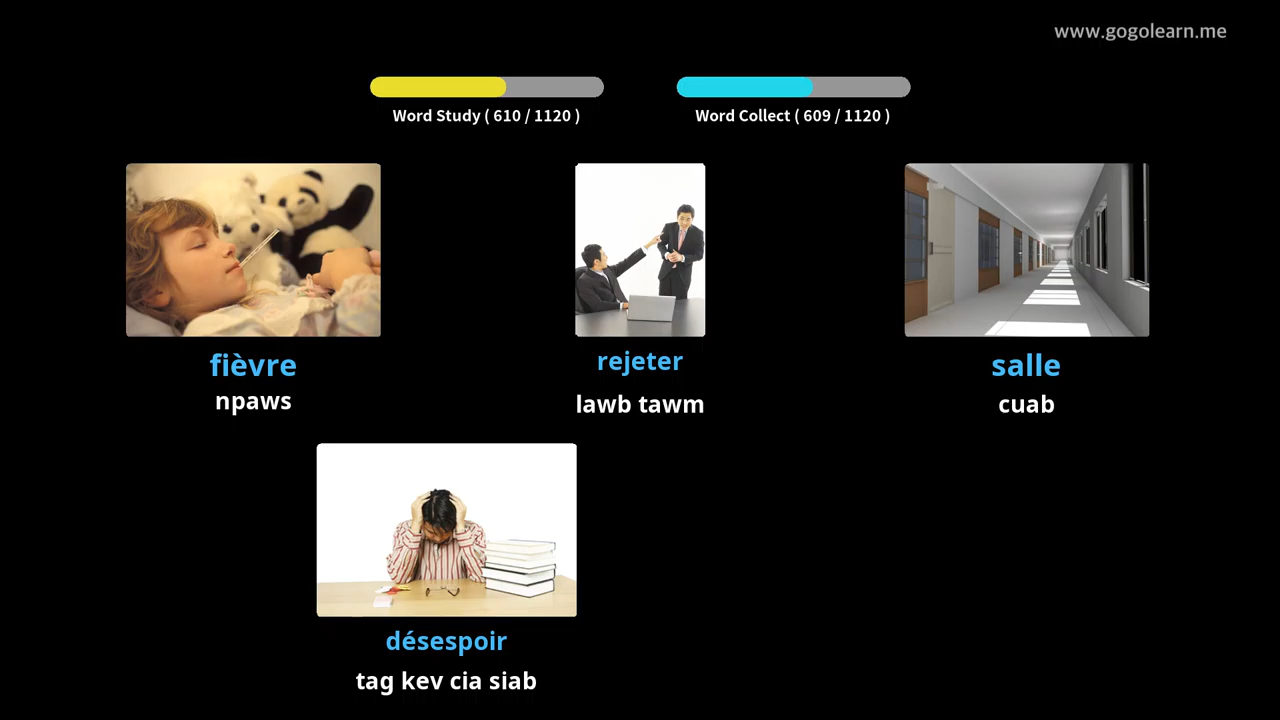 www.gogolearn.me
Word Study ( 610 / 1120 )
Word Collect ( 609 / 1120 )
fièvre
npaws
rejeter
lawb tawm
salle
cuab
désespoir
tag kev cia siab